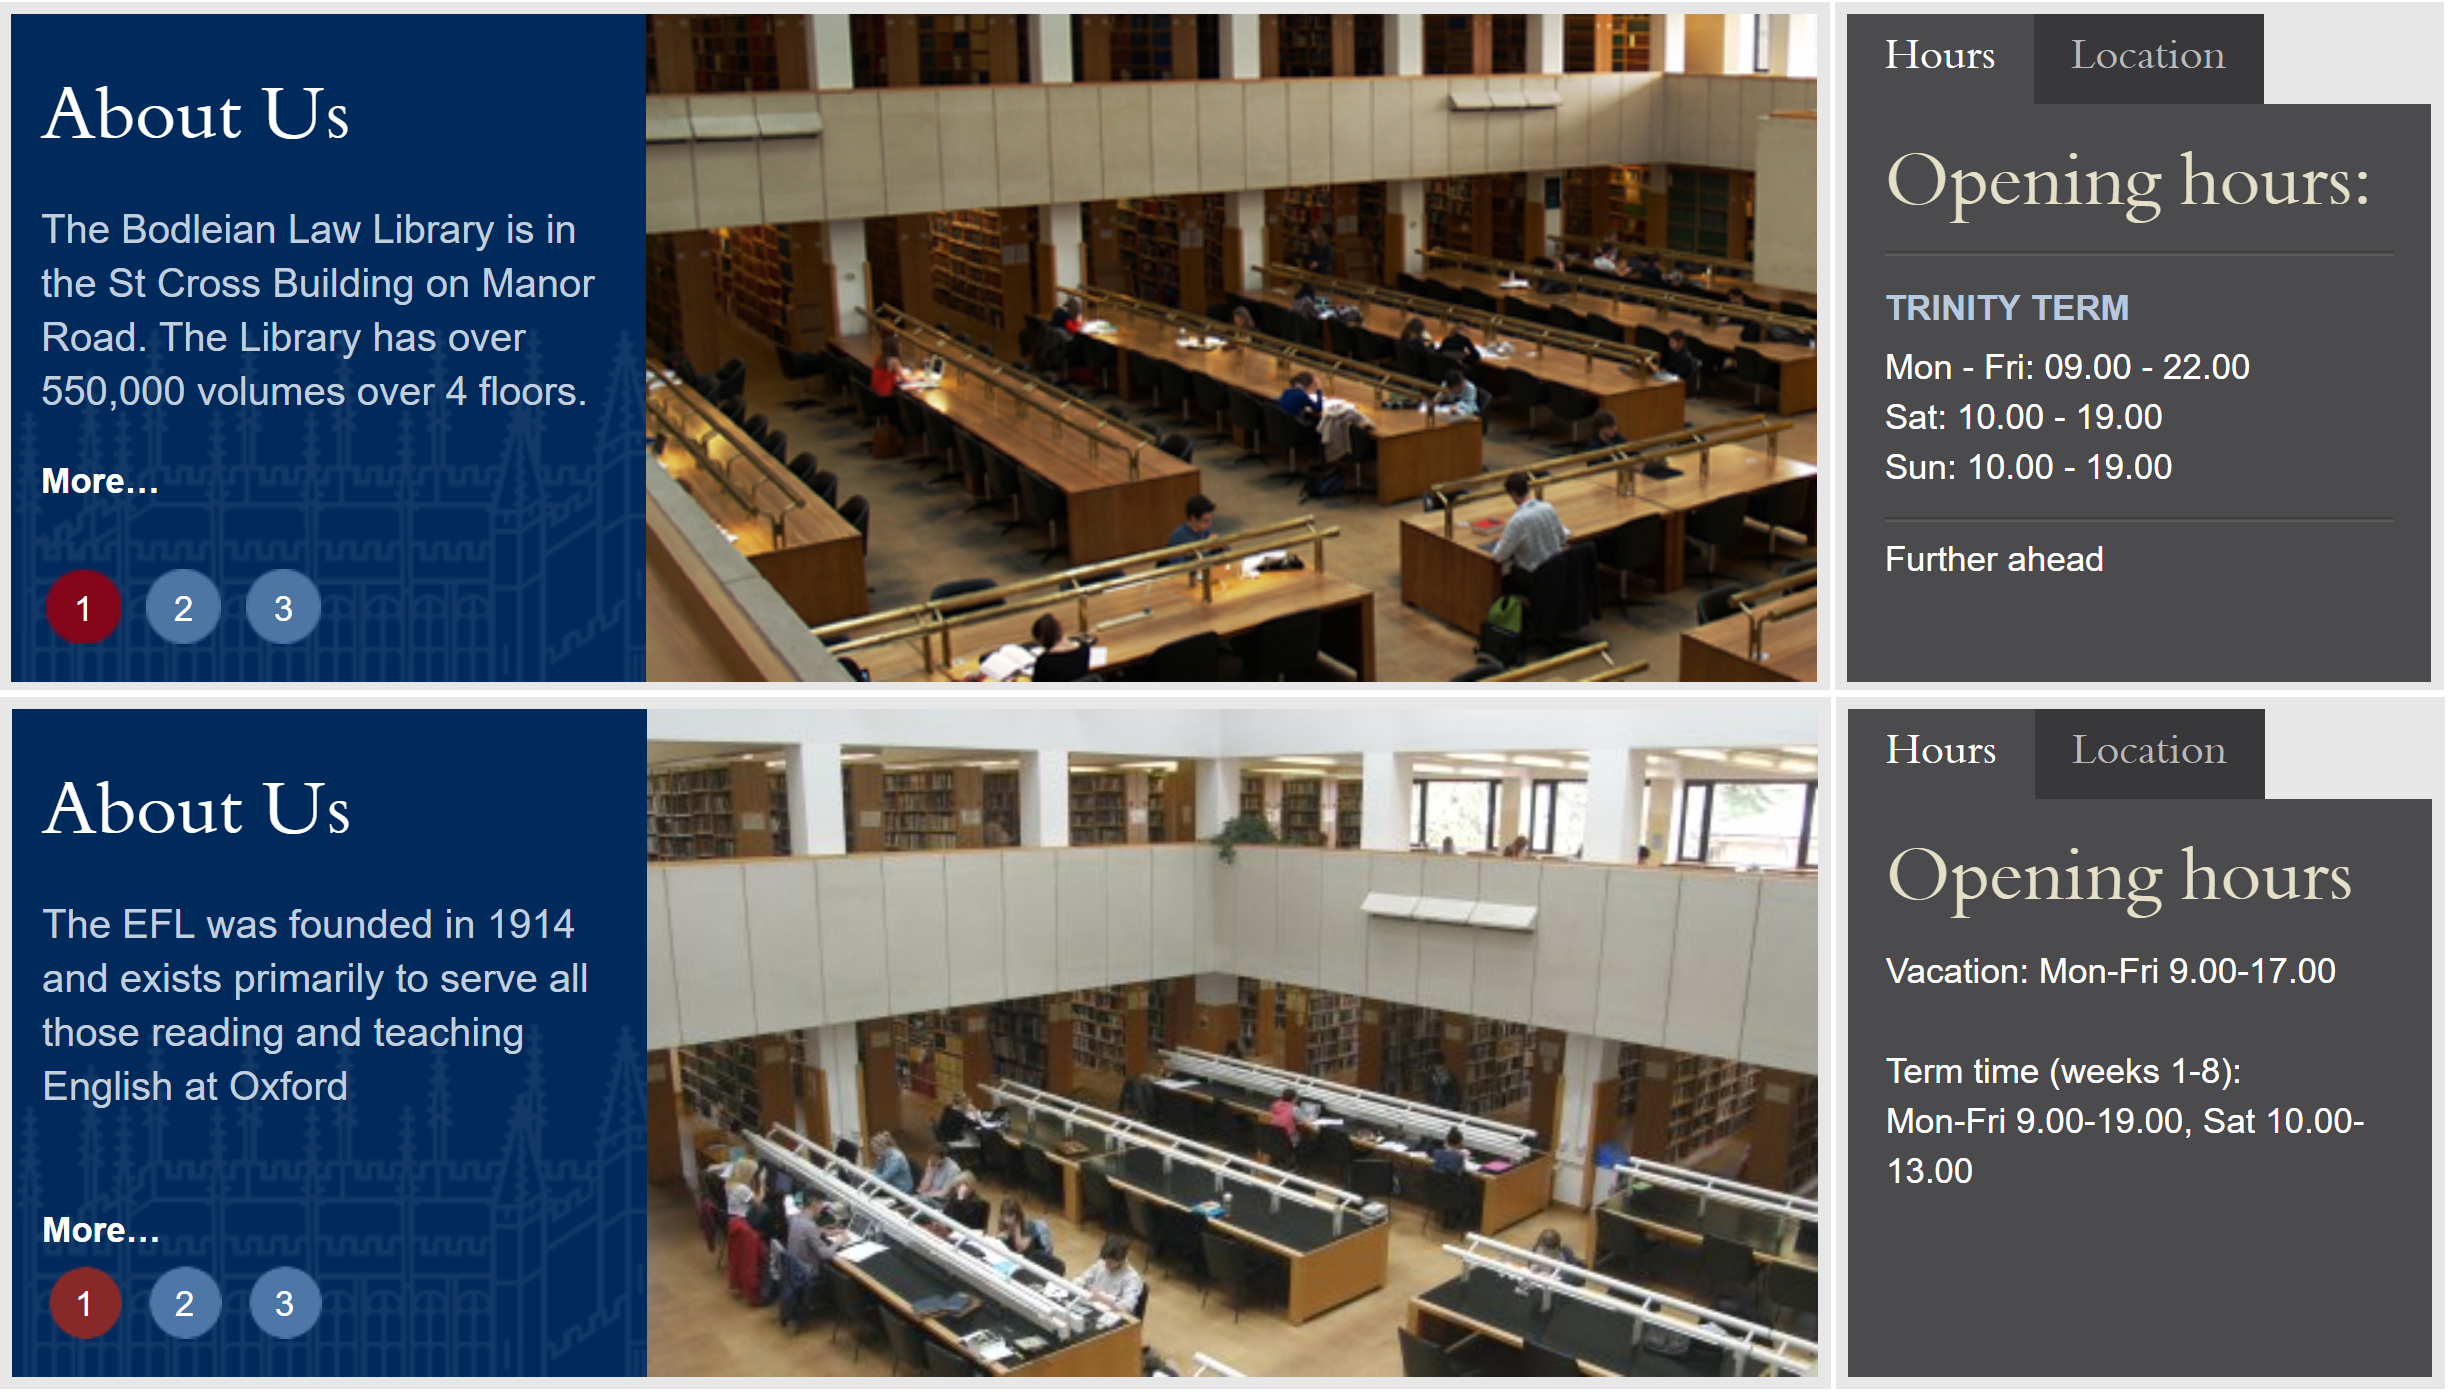 About Us
The Bodleian Law Library is in
the St Cross Building on Manor
Road. The Library has over
550,000 volumes over 4 floors.
More...
1 2 3
Hours Location
Opening hours:
TRINITY TERM
Mon - Fri: 09.00 - 22.00
Sat: 10.00 - 19.00
Sun: 10.00 - 19.00
Further ahead
About Us
The EFL was founded in 1914
and exists primarily to serve all
those reading and teaching
English at Oxford
More...
1 2 3
Hours Location
Opening hours
Vacation: Mon-Fri 9.00-17.00
Term time (weeks 1-8):
Mon-Fri 9.00-19.00, Sat 10.00-
13.00